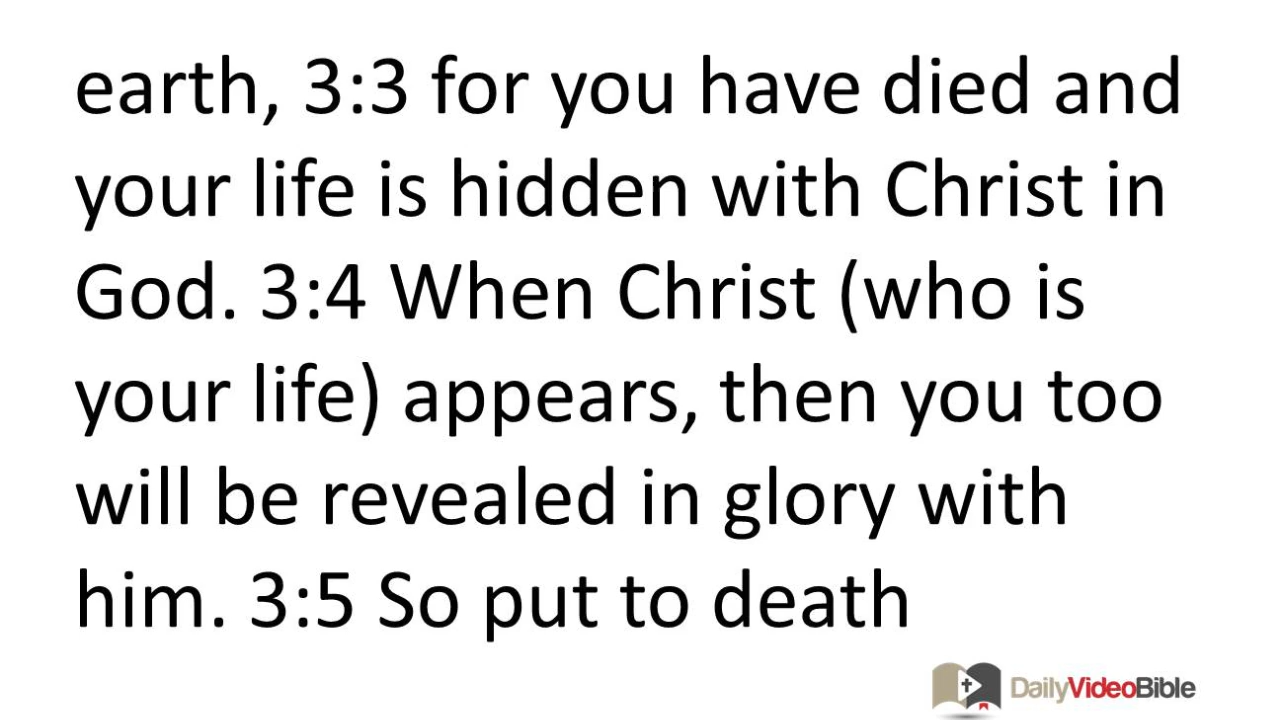 earth, 3:3 for you have died and
your life is hidden with Christ in
God. 3:4 When Christ (who is
your life) appears, then you too
will be revealed in glory with
him. 3:5 So put to death
DailyVideoBible